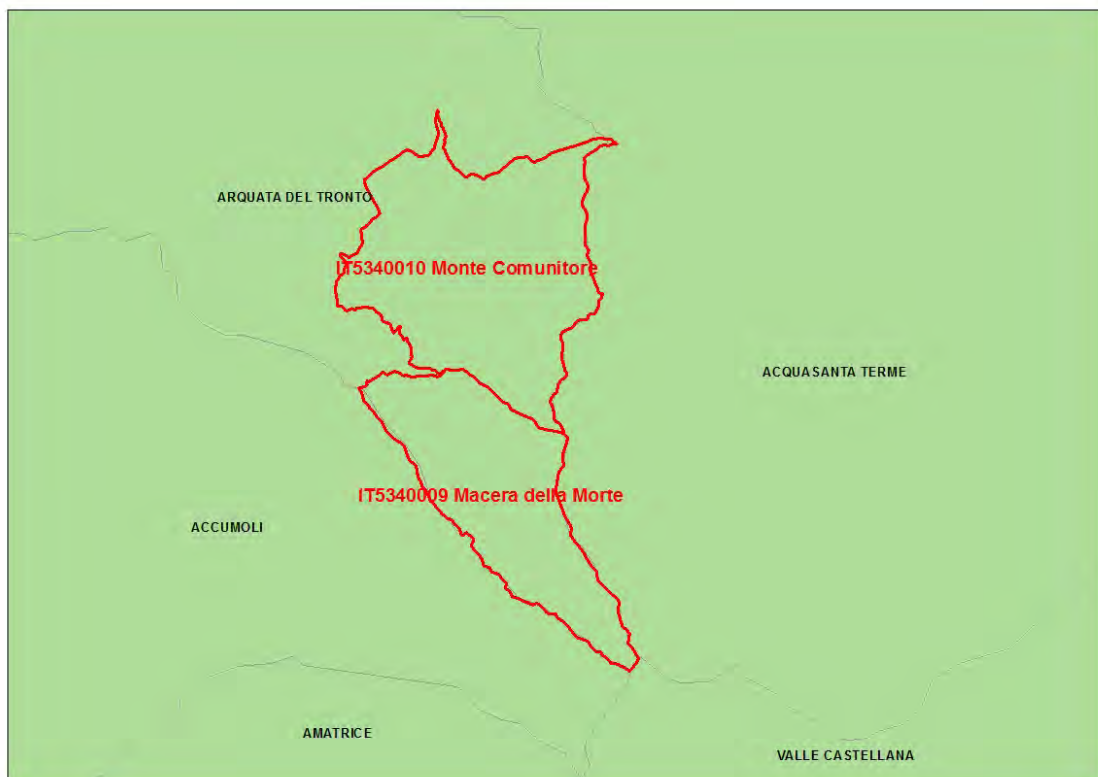 ARQUATA DEL TRONTO
IT5340010 Monte Comunitore
ACQUASANTA TERME
IT5340009 Macera della Morte
ACCUMOLI
AMATRICE
VALLE CASTELLANA